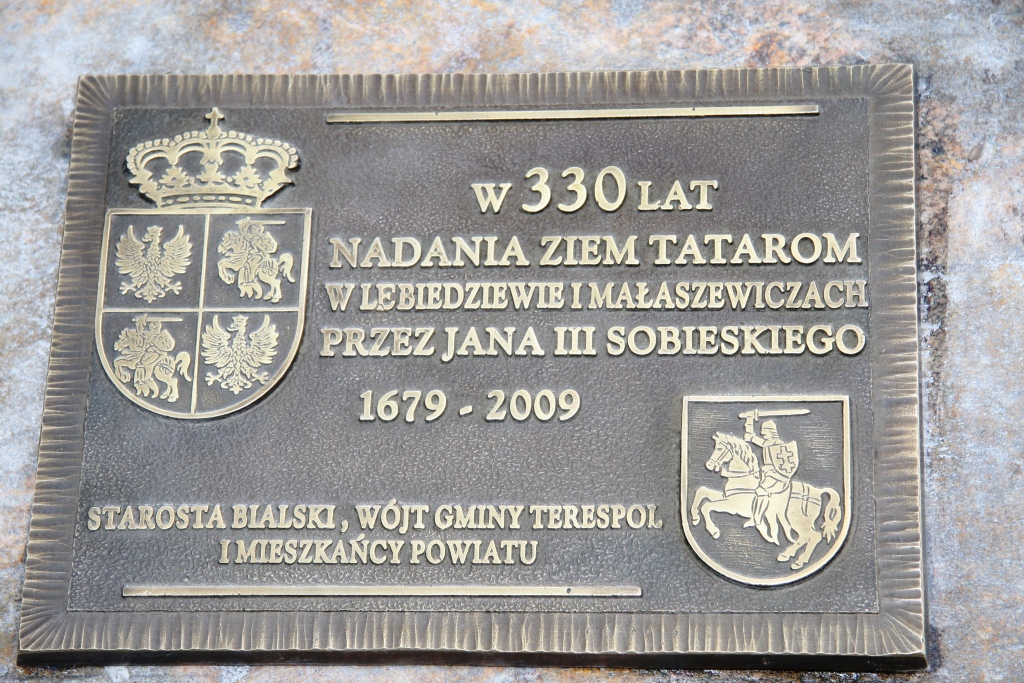 W 330 LAT
NADANIA ZIEM TATAROM
W LEBIEDZIEWIE I MAŁASZEWICZACH
PRZEZ JANA III SOBIESKIEGO
1679 - 2009
STAROSTA BIALSKI , WÓJT GMINY TERESPOL
I MIESZKAŃCY POWIATU